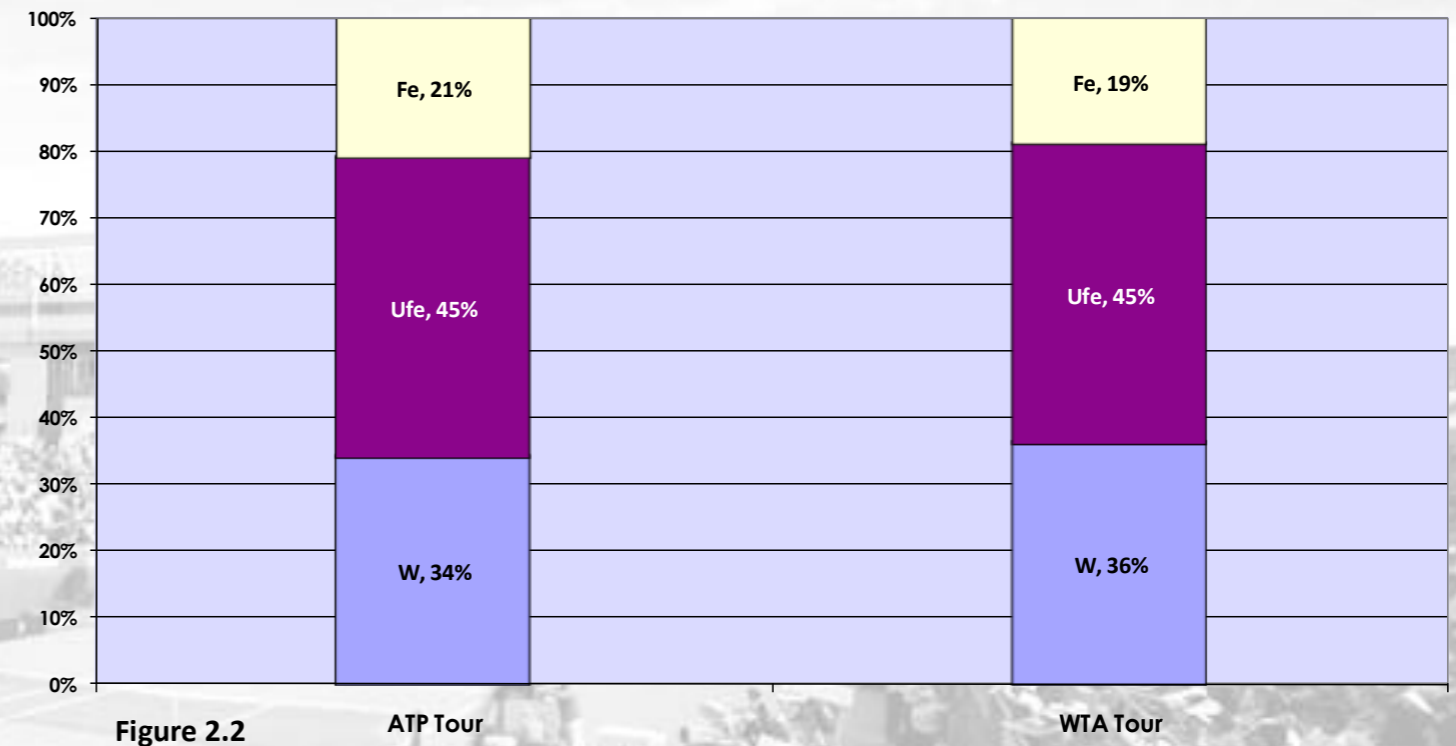 100%
90%
80%
70%
60%
50%
40%
30%
20%
10%
0%
Fe, 21%
Ufe, 45%
W, 34%
Fe, 19%
Ufe, 45%
W, 36%
ATP Tour
WTA Tour
Figure 2.2